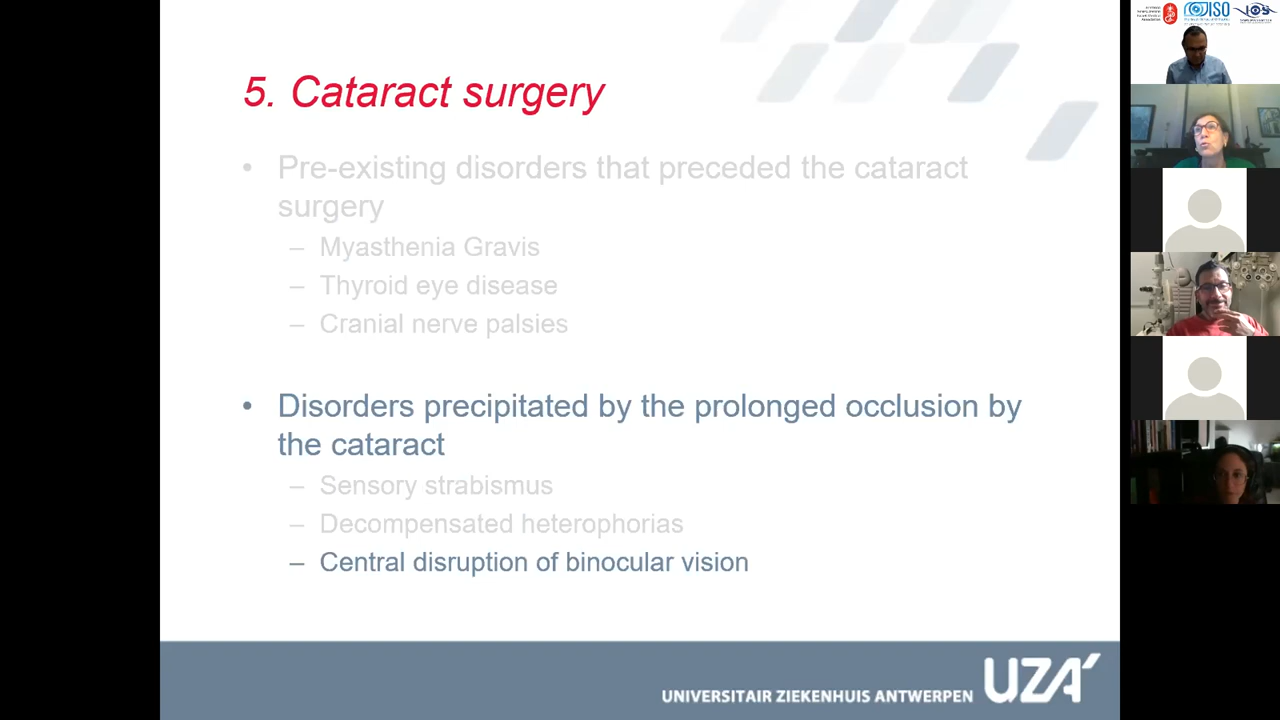 5. Cataract surgery
• Pre-existing disorders that preceded the cataract
surgery
– Myasthenia Gravis
– Thyroid eye disease
– Cranial nerve palsies
• Disorders precipitated by the prolonged occlusion by
the cataract
– Sensory strabismus
– Decompensated heterophorias
– Central disruption of binocular vision
UNIVERSITAIR ZIEKENHUIS ANTWERPEN
UZA
ISO
IOS